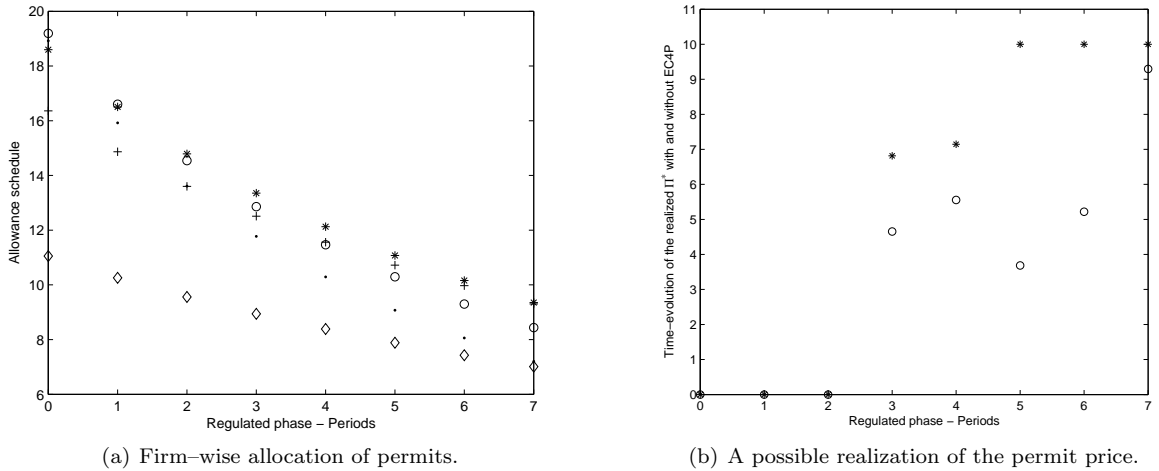 20
18
16
14
12
10
8
6
Allowance schedule
0 1 2 3 4 5 6 7
Regulated phase – Periods
(a) Firm–wise allocation of permits.
10
9
8
7
6
5
4
3
2
1
0
Time–evolution of the realized Π* with and without EC4P
0 1 2 3 4 5 6 7
Regulated phase – Periods
(b) A possible realization of the permit price.